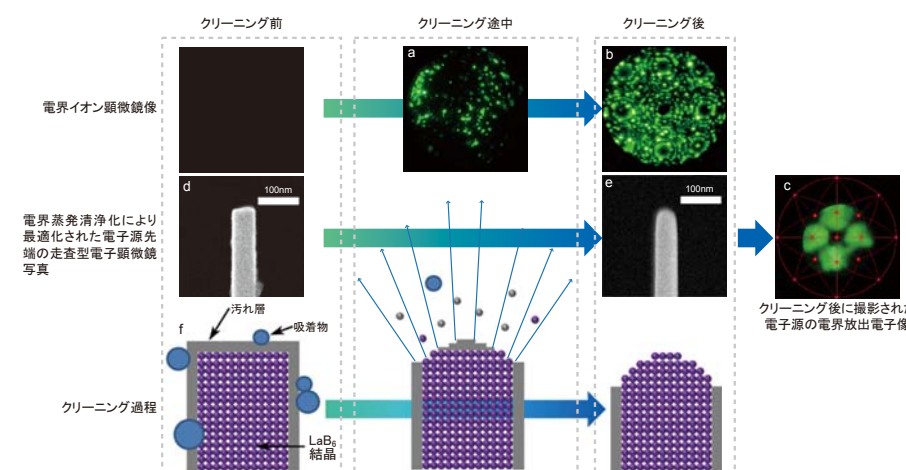 クリーニング前
クリーニング途中
クリーニング後
電界イオン顕微鏡像
a
b
電界蒸発清浄化により
最適化された電子源先
端の走査型電子顕微鏡
写真
d
100nm
e
100nm
c
クリーニング後に撮影された
電子源の電界放出電子像
f
汚れ層
吸着物
クリーニング過程
LaB₆
結晶